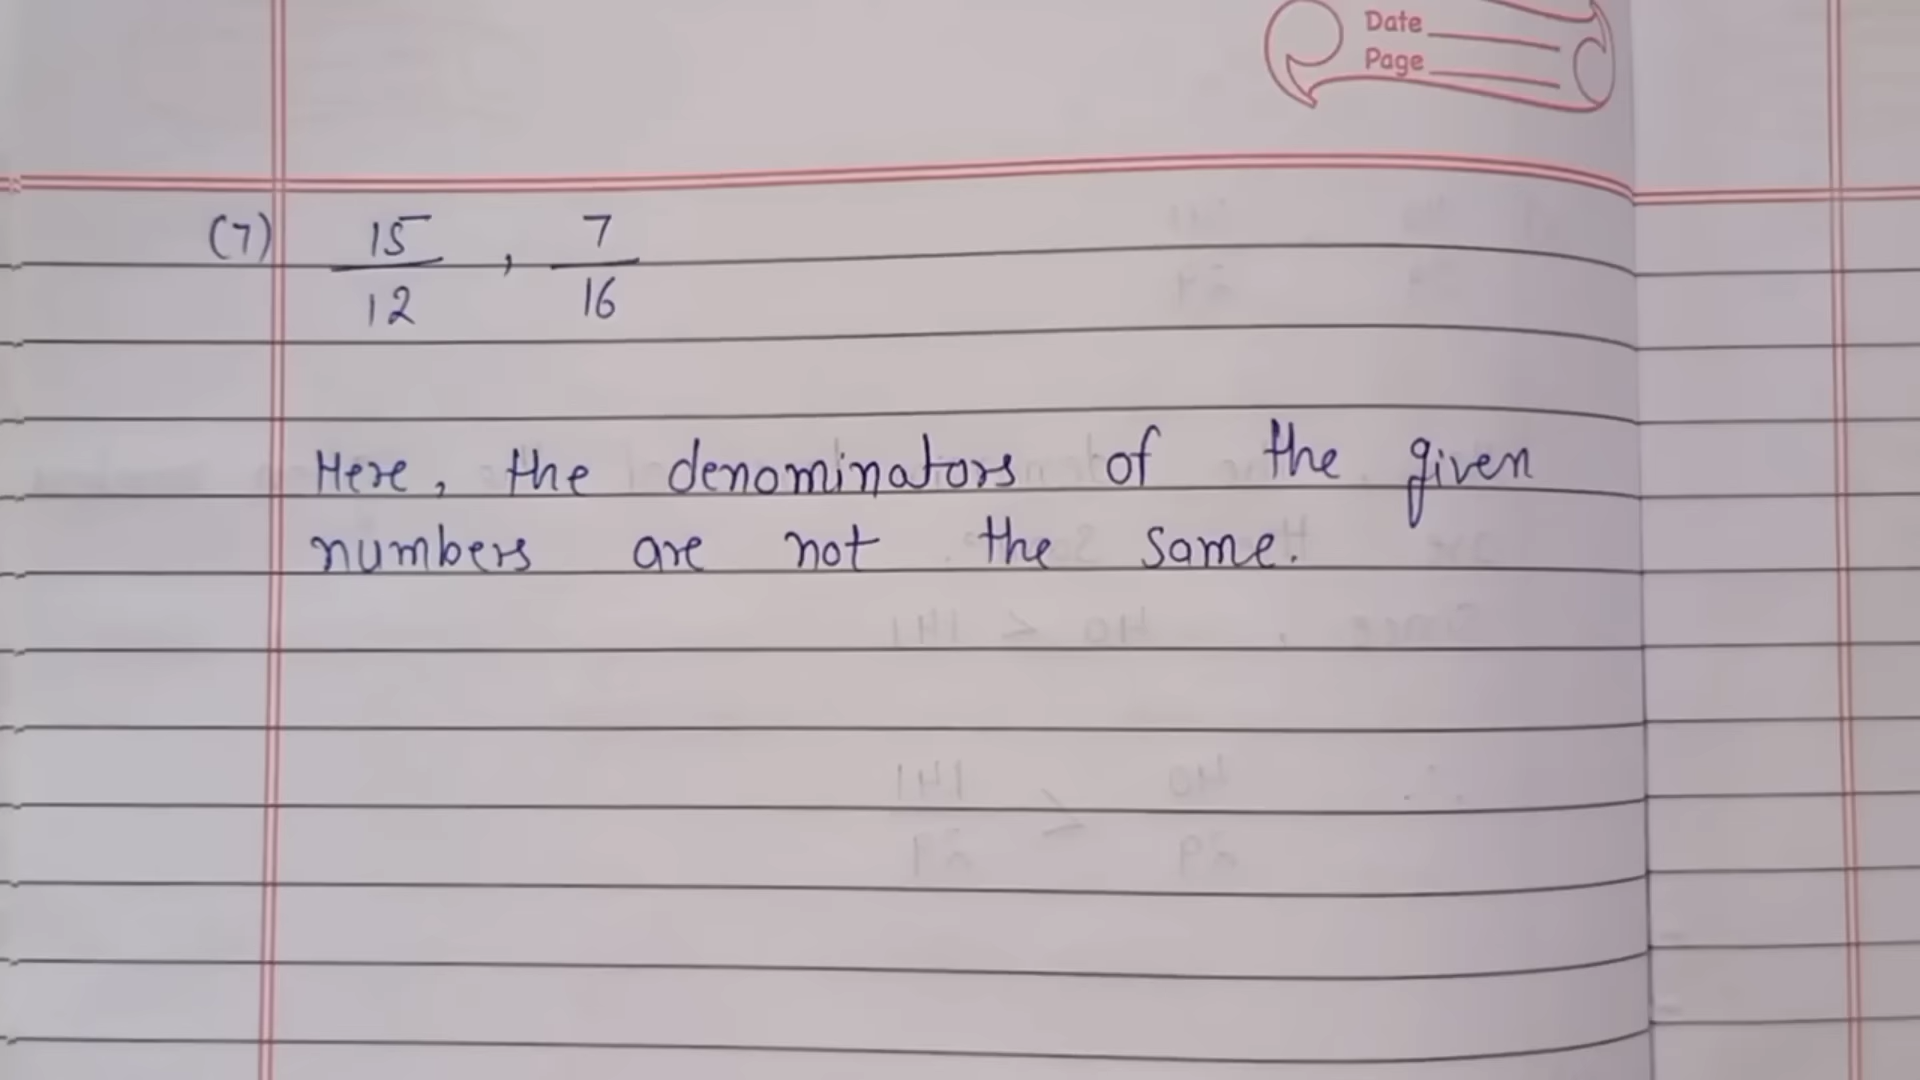 Date
Page
(7) 15/12 , 7/16
Here, the denominators of the given
numbers are not the same.